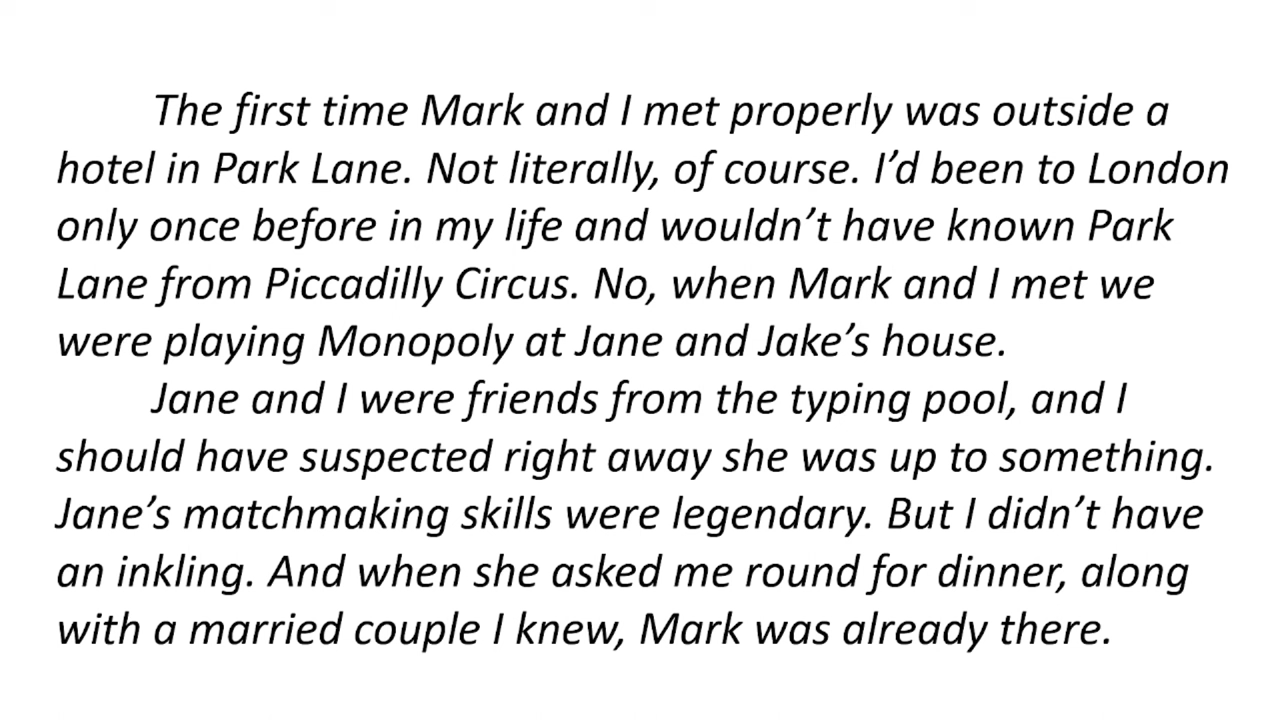 The first time Mark and I met properly was outside a
hotel in Park Lane. Not literally, of course. I’d been to London
only once before in my life and wouldn’t have known Park
Lane from Piccadilly Circus. No, when Mark and I met we
were playing Monopoly at Jane and Jake’s house.
Jane and I were friends from the typing pool, and I
should have suspected right away she was up to something.
Jane’s matchmaking skills were legendary. But I didn’t have
an inkling. And when she asked me round for dinner, along
with a married couple I knew, Mark was already there.